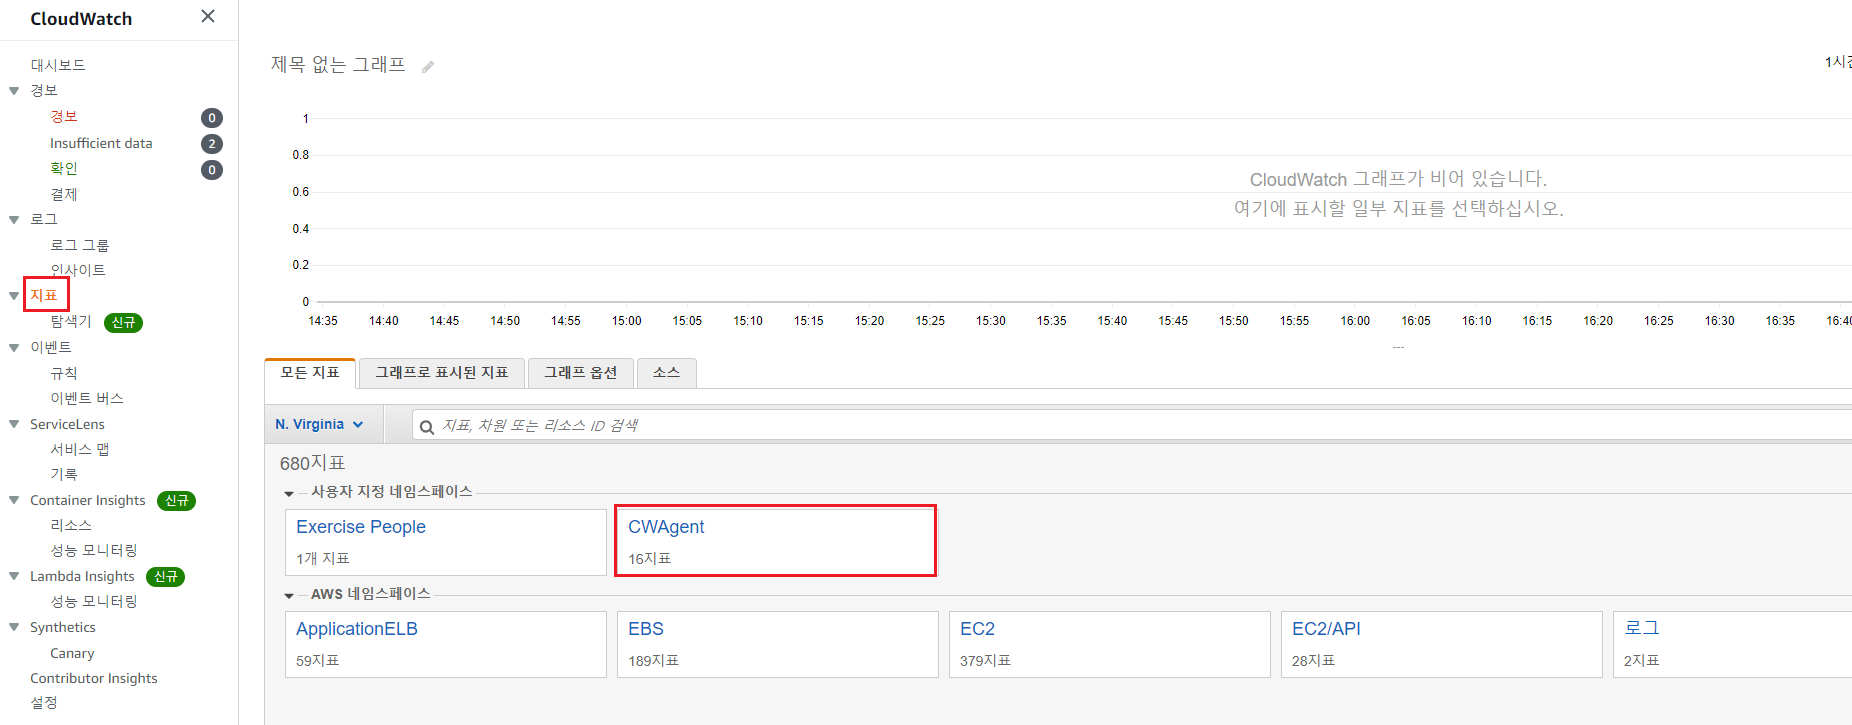 CloudWatch
대시보드
경보
경보 0
Insufficient data 2
확인 0
결제
로그
로그 그룹
인사이트
지표
탐색기 신규
이벤트
규칙
이벤트 버스
ServiceLens
서비스 맵
기록
Container Insights 신규
리소스
성능 모니터링
Lambda Insights 신규
성능 모니터링
Synthetics
Canary
Contributor Insights
설정
제목 없는 그래프
1시간
1
0.8
0.6
0.4
0.2
0
CloudWatch 그래프가 비어 있습니다.
여기에 표시할 일부 지표를 선택하십시오.
14:35 14:40 14:45 14:50 14:55 15:00 15:05 15:10 15:15 15:20 15:25 15:30 15:35 15:40 15:45 15:50 15:55 16:00 16:05 16:10 16:15 16:20 16:25 16:30 16:35 16:40
---
모든 지표 그래프로 표시된 지표 그래프 옵션 소스
N. Virginia 지표, 차원 또는 리소스 ID 검색
680지표
사용자 지정 네임스페이스
Exercise People
1개 지표
CWAgent
16지표
AWS 네임스페이스
ApplicationELB
59지표
EBS
189지표
EC2
379지표
EC2/API
28지표
로그
2지표